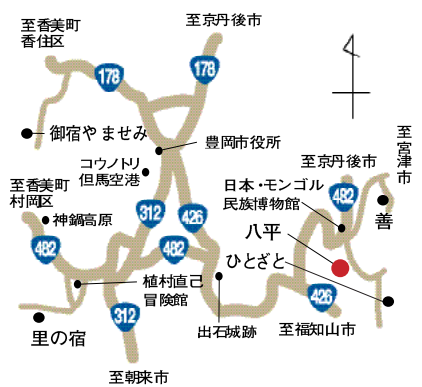 至京丹後市
至香美町
香住区
178
178
至宮津市
御宿やませみ
豊岡市役所
コウノトリ
但馬空港
至京丹後市
日本・モンゴル
民族博物館
482
至香美町
村岡区
312
426
善
神鍋高原
482
482
八平
ひとざと
植村直己
冒険館
426
312
里の宿
出石城跡
至福知山市
至朝来市